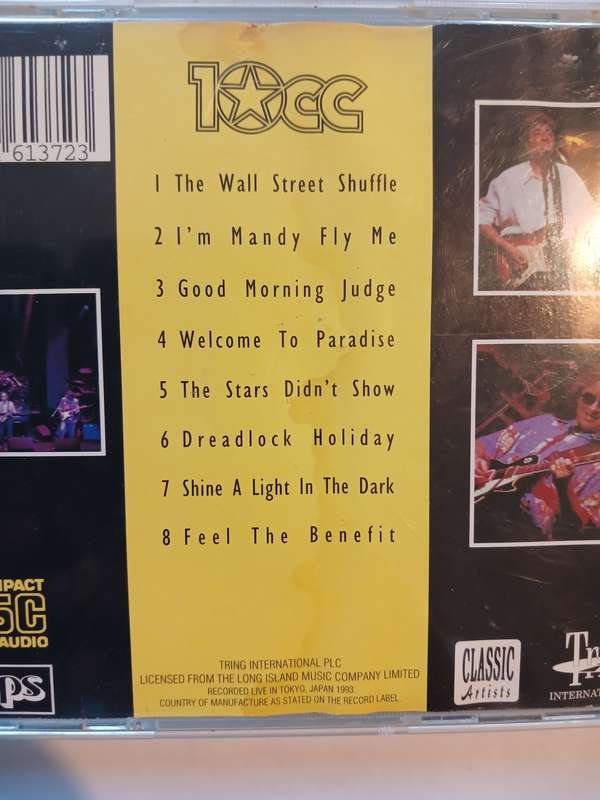 10cc
613723
1 The Wall Street Shuffle
2 I'm Mandy Fly Me
3 Good Morning Judge
4 Welcome To Paradise
5 The Stars Didn't Show
6 Dreadlock Holiday
7 Shine A Light In The Dark
8 Feel The Benefit
AUDIO
TRING INTERNATIONAL PLC
LICENSED FROM THE LONG ISLAND MUSIC COMPANY LIMITED
RECORDED LIVE IN TOKYO, JAPAN 1993.
COUNTRY OF MANUFACTURE AS STATED ON THE RECORD LABEL.
CLASSIC
Artists